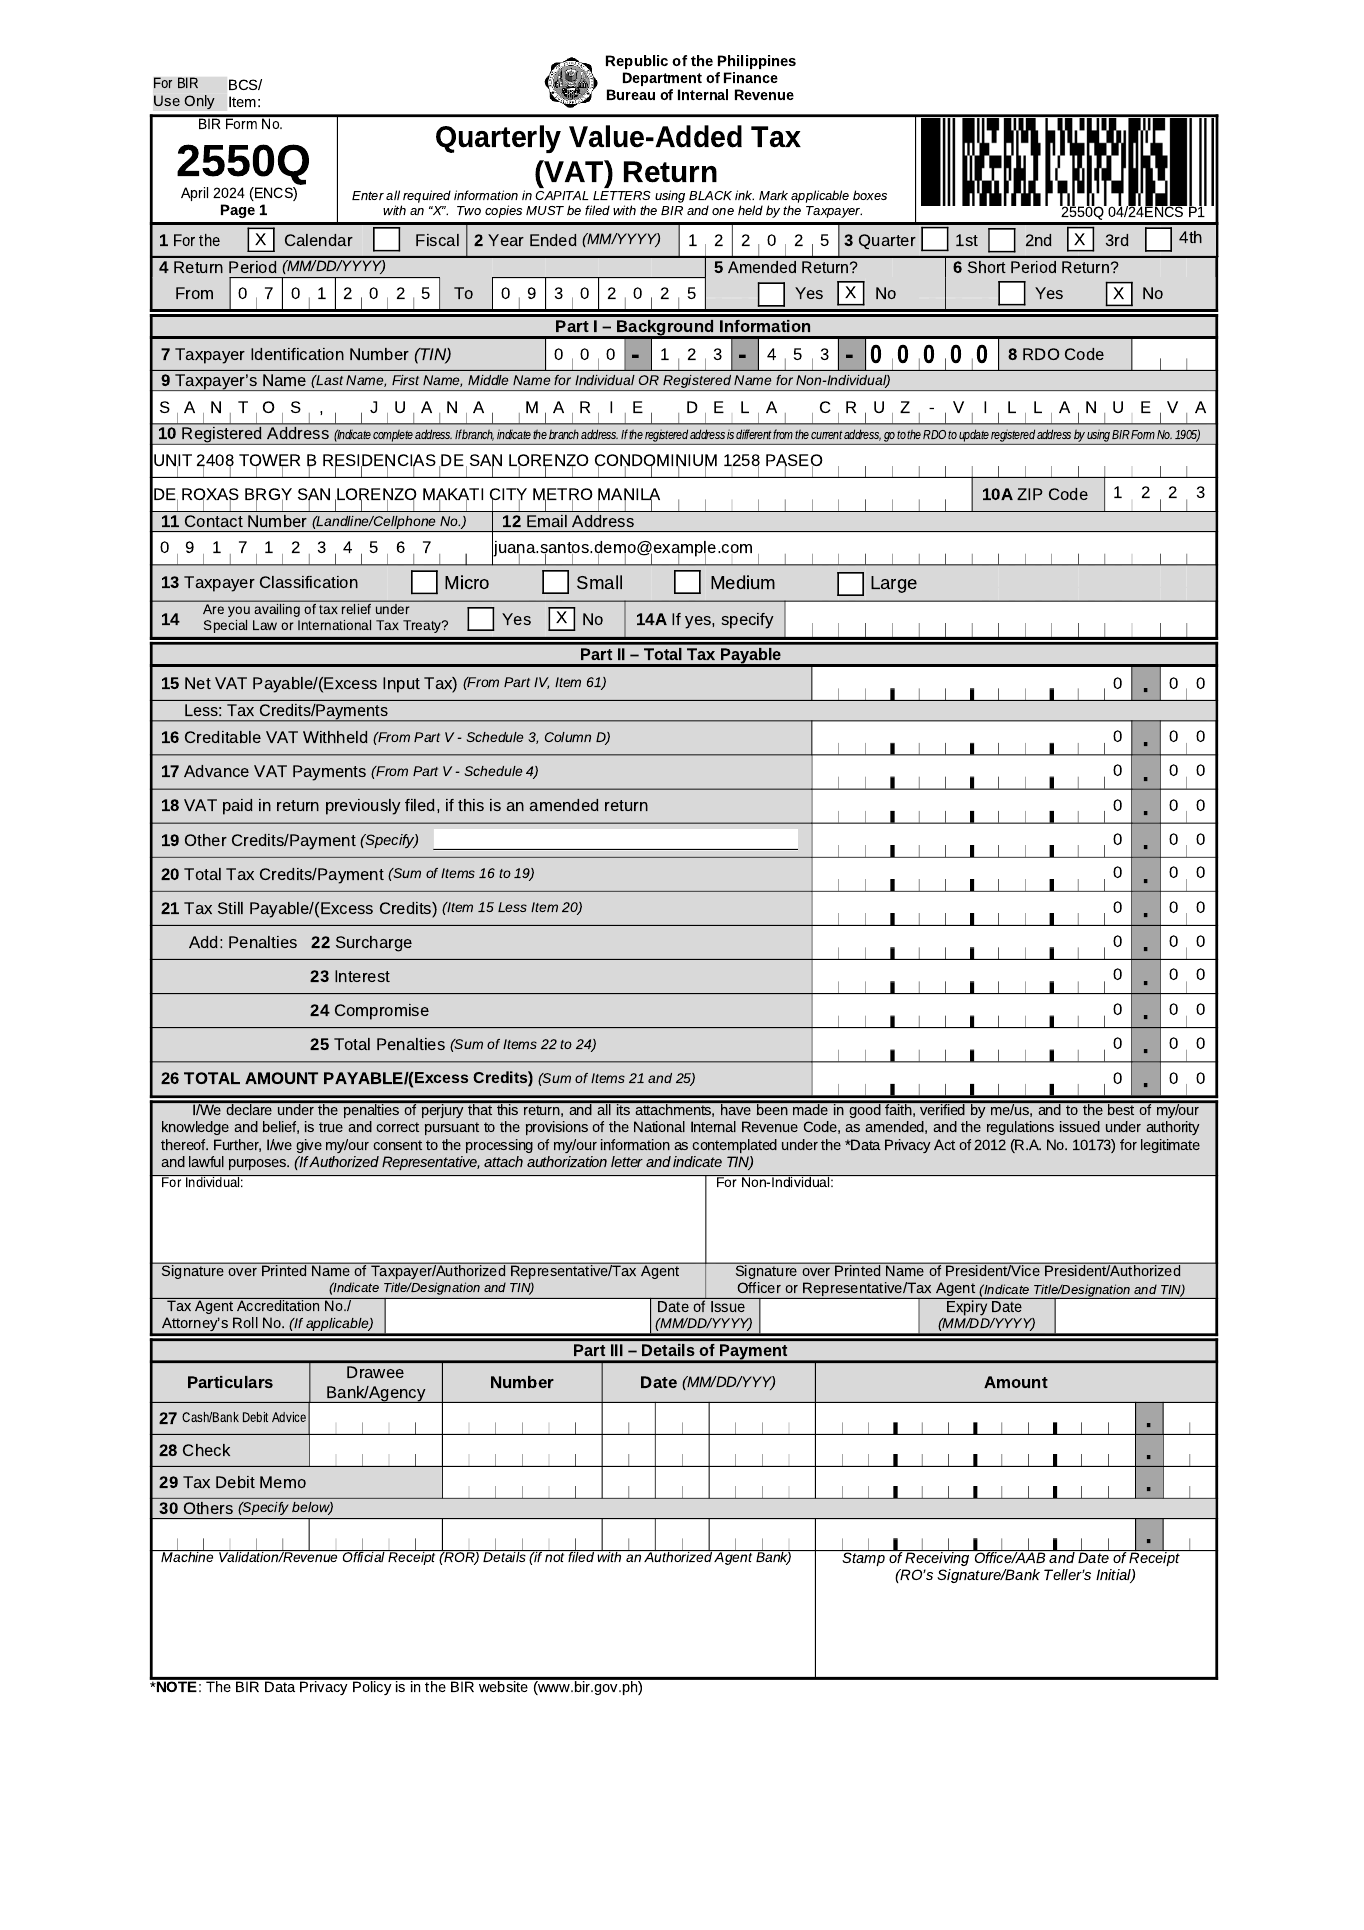 Republic of the Philippines
Department of Finance
Bureau of Internal Revenue
For BIR Use Only BCS/ Item:
BIR Form No.
2550Q
April 2024 (ENCS)
Page 1
Quarterly Value-Added Tax
(VAT) Return
Enter all required information in CAPITAL LETTERS using BLACK ink. Mark applicable boxes
with an “X”. Two copies MUST be filed with the BIR and one held by the Taxpayer.
2550Q 04/24ENCS P1
1 For the X Calendar Fiscal 2 Year Ended (MM/YYYY) 1 2 2 0 2 5 3 Quarter 1st 2nd X 3rd 4th
4 Return Period (MM/DD/YYYY) 5 Amended Return? 6 Short Period Return?
From 0 7 0 1 2 0 2 5 To 0 9 3 0 2 0 2 5 Yes X No Yes X No
Part I – Background Information
7 Taxpayer Identification Number (TIN) 0 0 0 - 1 2 3 - 4 5 3 - 0 0 0 0 0 8 RDO Code
9 Taxpayer’s Name (Last Name, First Name, Middle Name for Individual OR Registered Name for Non-Individual)
S A N T O S , J U A N A M A R I E D E L A C R U Z - V I L L A N U E V A
10 Registered Address (Indicate complete address. If branch, indicate the branch address. If the registered address is different from the current address, go to the RDO to update registered address by using BIR Form No. 1905)
UNIT 2408 TOWER B RESIDENCIAS DE SAN LORENZO CONDOMINIUM 1258 PASEO
DE ROXAS BRGY SAN LORENZO MAKATI CITY METRO MANILA 10A ZIP Code 1 2 2 3
11 Contact Number (Landline/Cellphone No.) 12 Email Address
0 9 1 7 1 2 3 4 5 6 7 juana.santos.demo@example.com
13 Taxpayer Classification Micro Small Medium Large
14 Are you availing of tax relief under
Special Law or International Tax Treaty? Yes X No 14A If yes, specify
Part II – Total Tax Payable
15 Net VAT Payable/(Excess Input Tax) (From Part IV, Item 61) 0 . 0 0
Less: Tax Credits/Payments
16 Creditable VAT Withheld (From Part V - Schedule 3, Column D) 0 . 0 0
17 Advance VAT Payments (From Part V - Schedule 4) 0 . 0 0
18 VAT paid in return previously filed, if this is an amended return 0 . 0 0
19 Other Credits/Payment (Specify) 0 . 0 0
20 Total Tax Credits/Payment (Sum of Items 16 to 19) 0 . 0 0
21 Tax Still Payable/(Excess Credits) (Item 15 Less Item 20) 0 . 0 0
Add: Penalties 22 Surcharge 0 . 0 0
23 Interest 0 . 0 0
24 Compromise 0 . 0 0
25 Total Penalties (Sum of Items 22 to 24) 0 . 0 0
26 TOTAL AMOUNT PAYABLE/(Excess Credits) (Sum of Items 21 and 25) 0 . 0 0
I/We declare under the penalties of perjury that this return, and all its attachments, have been made in good faith, verified by me/us, and to the best of my/our
knowledge and belief, is true and correct pursuant to the provisions of the National Internal Revenue Code, as amended, and the regulations issued under authority
thereof. Further, I/we give my/our consent to the processing of my/our information as contemplated under the *Data Privacy Act of 2012 (R.A. No. 10173) for legitimate
and lawful purposes. (If Authorized Representative, attach authorization letter and indicate TIN)
For Individual: For Non-Individual:
Signature over Printed Name of Taxpayer/Authorized Representative/Tax Agent
(Indicate Title/Designation and TIN)
Signature over Printed Name of President/Vice President/Authorized
Officer or Representative/Tax Agent (Indicate Title/Designation and TIN)
Tax Agent Accreditation No./
Attorney’s Roll No. (If applicable)
Date of Issue
(MM/DD/YYYY)
Expiry Date
(MM/DD/YYYY)
Part III – Details of Payment
Particulars Drawee Bank/Agency Number Date (MM/DD/YYY) Amount
27 Cash/Bank Debit Advice .
28 Check .
29 Tax Debit Memo .
30 Others (Specify below)
.
Machine Validation/Revenue Official Receipt (ROR) Details (if not filed with an Authorized Agent Bank)
Stamp of Receiving Office/AAB and Date of Receipt
(RO's Signature/Bank Teller's Initial)
*NOTE: The BIR Data Privacy Policy is in the BIR website (www.bir.gov.ph)